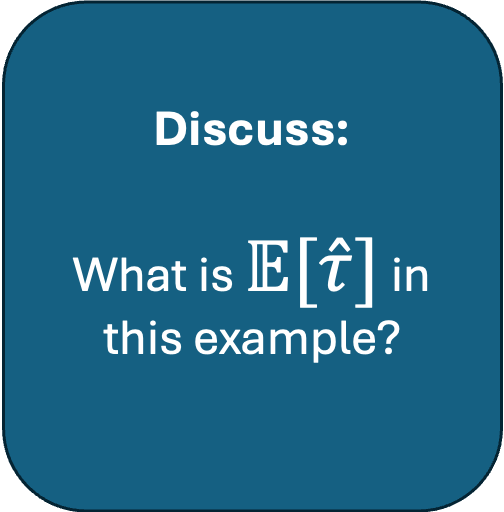 Discuss:
What is 𝔼[τ̂] in
this example?